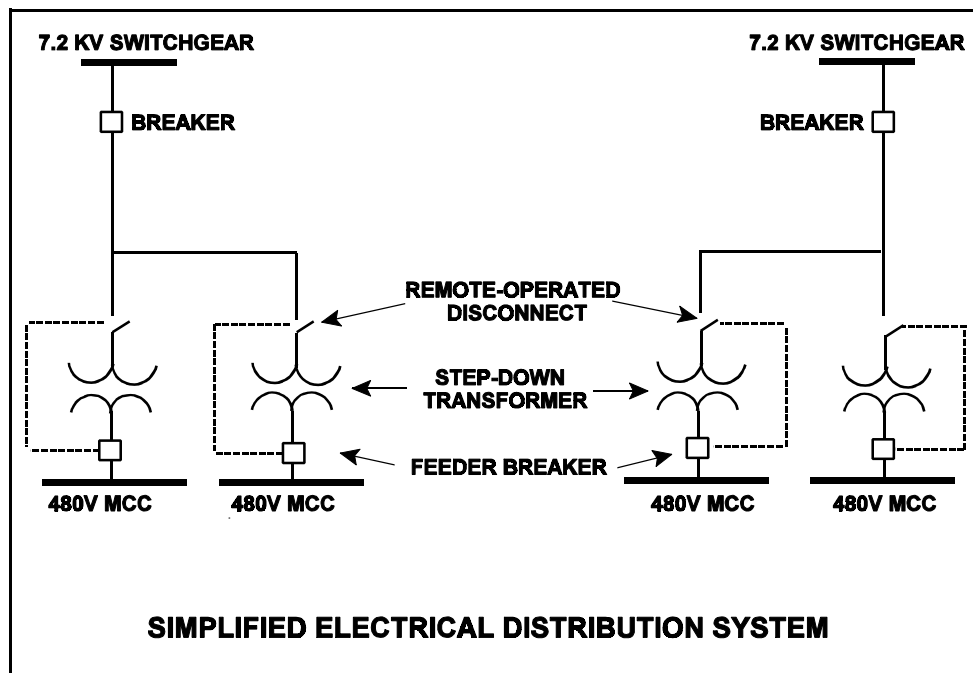 7.2 KV SWITCHGEAR
7.2 KV SWITCHGEAR
BREAKER
BREAKER
REMOTE-OPERATED
DISCONNECT
STEP-DOWN
TRANSFORMER
FEEDER BREAKER
480V MCC
480V MCC
480V MCC
480V MCC
SIMPLIFIED ELECTRICAL DISTRIBUTION SYSTEM